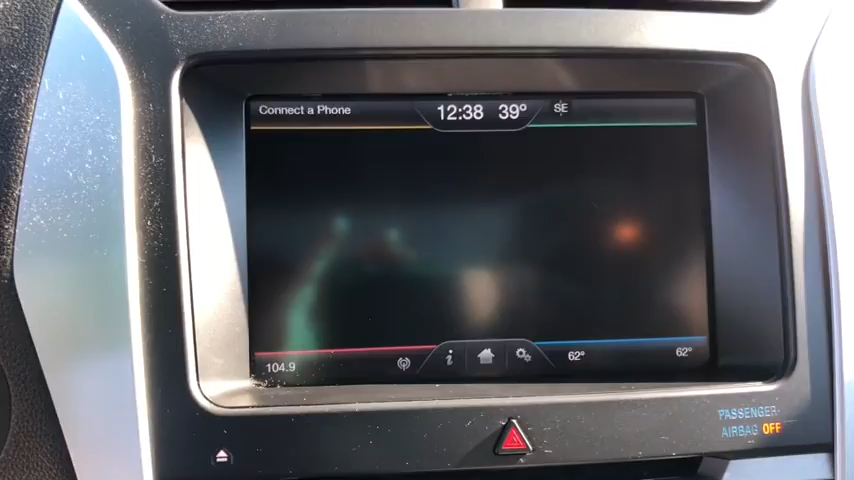 Connect a Phone
12:38 39°
SE
104.9
62°
62°
PASSENGER
AIRBAG OFF